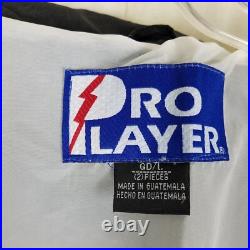 PRO
PLAYER®
GD/L
(2)PIECES
MADE IN GUATEMALA
HECHO EN GUATEMALA